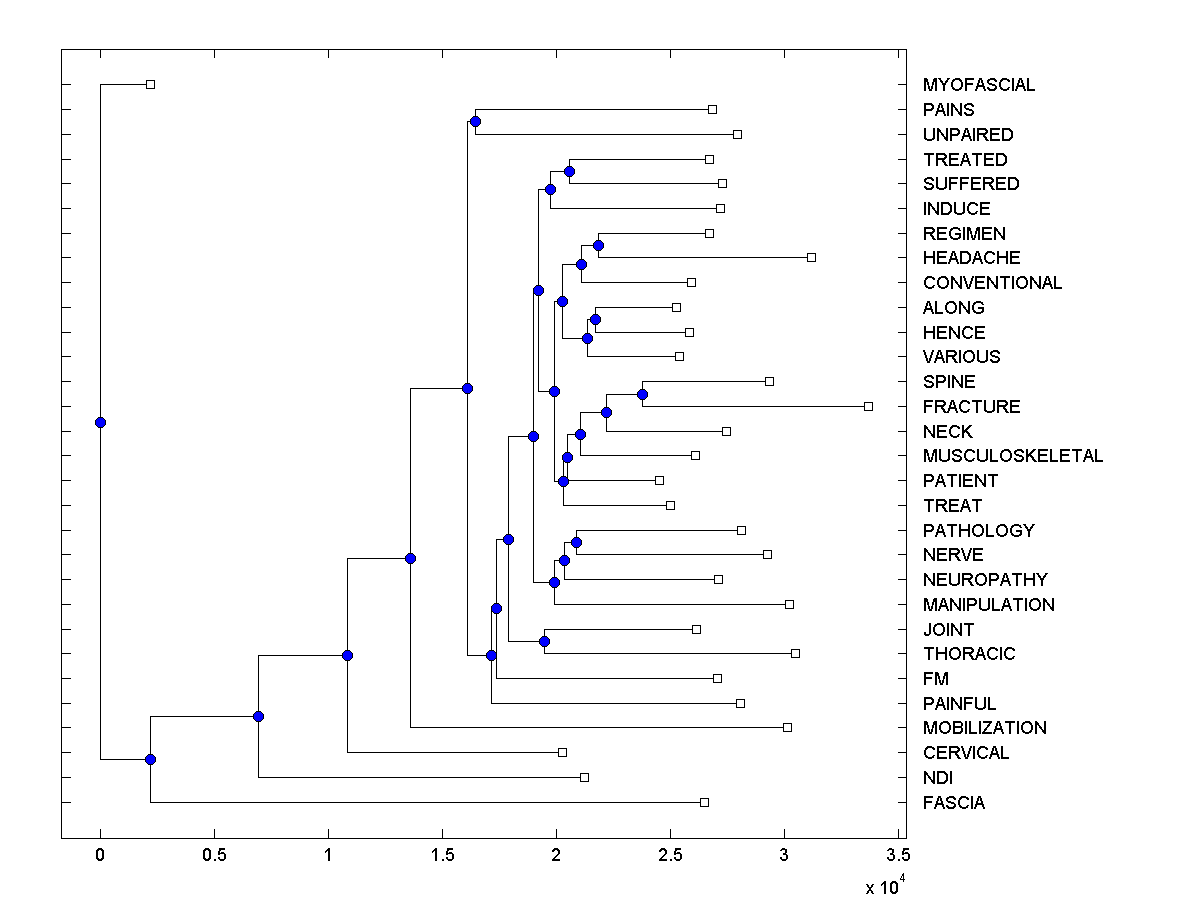 MYOFASCIAL
PAINS
UNPAIRED
TREATED
SUFFERED
INDUCE
REGIMEN
HEADACHE
CONVENTIONAL
ALONG
HENCE
VARIOUS
SPINE
FRACTURE
NECK
MUSCULOSKELETAL
PATIENT
TREAT
PATHOLOGY
NERVE
NEUROPATHY
MANIPULATION
JOINT
THORACIC
FM
PAINFUL
MOBILIZATION
CERVICAL
NDI
FASCIA
0 0.5 1 1.5 2 2.5 3 3.5
x 10^4